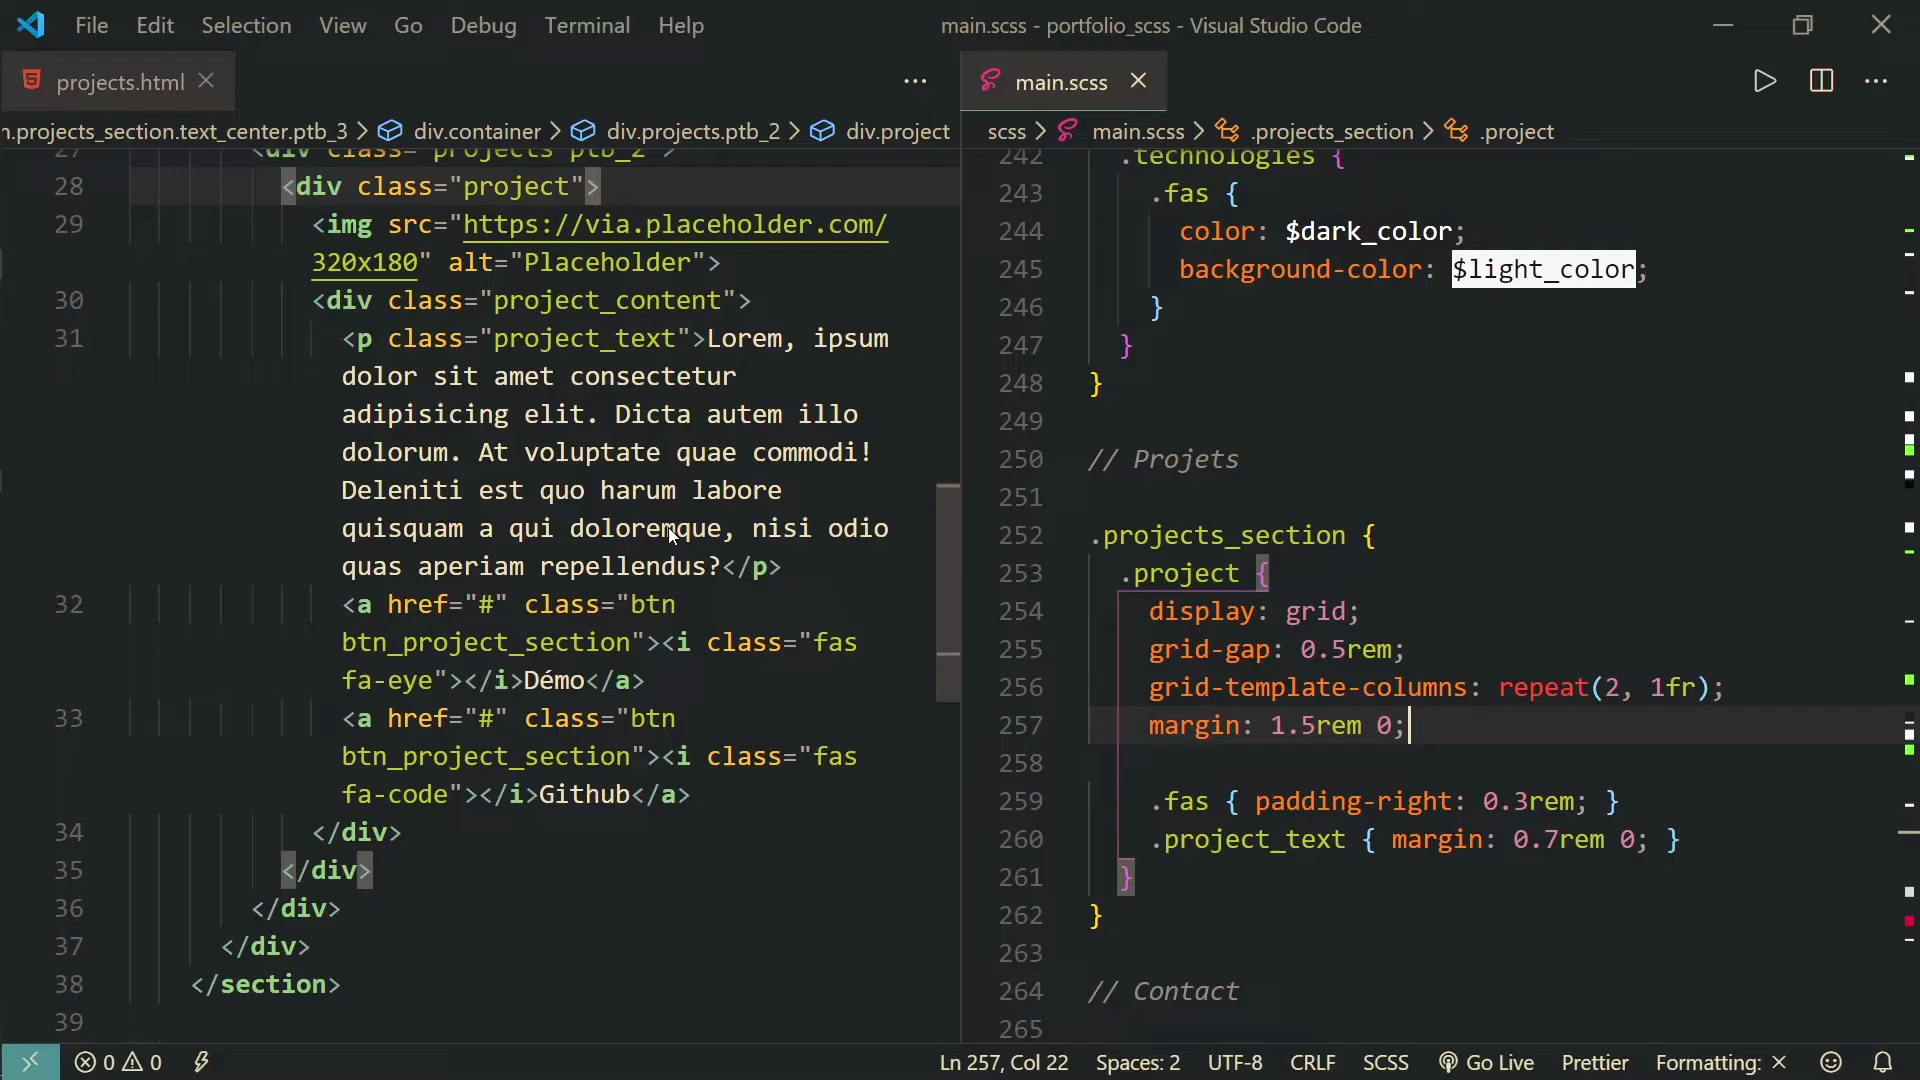 File Edit Selection View Go Debug Terminal Help
main.scss - portfolio_scss - Visual Studio Code
projects.html
n.projects_section.text_center.ptb_3 > div.container > div.projects.ptb_2 > div.project
27 <div class="projects ptb_2">
28 <div class="project">
29 <img src="https://via.placeholder.com/
320x180" alt="Placeholder">
30 <div class="project_content">
31 <p class="project_text">Lorem, ipsum
dolor sit amet consectetur
adipisicing elit. Dicta autem illo
dolorum. At voluptate quae commodi!
Deleniti est quo harum labore
quisquam a qui doloremque, nisi odio
quas aperiam repellendus?</p>
32 <a href="#" class="btn
btn_project_section"><i class="fas
fa-eye"></i>Démo</a>
33 <a href="#" class="btn
btn_project_section"><i class="fas
fa-code"></i>Github</a>
34 </div>
35 </div>
36 </div>
37 </div>
38 </section>
39
main.scss
scss > main.scss > .projects_section > .project
242 .technologies {
243 .fas {
244 color: $dark_color;
245 background-color: $light_color;
246 }
247 }
248 }
249
250 // Projets
251
252 .projects_section {
253 .project {
254 display: grid;
255 grid-gap: 0.5rem;
256 grid-template-columns: repeat(2, 1fr);
257 margin: 1.5rem 0;
258
259 .fas { padding-right: 0.3rem; }
260 .project_text { margin: 0.7rem 0; }
261 }
262 }
263
264 // Contact
265
0 0
Ln 257, Col 22 Spaces: 2 UTF-8 CRLF SCSS Go Live Prettier Formatting: ×